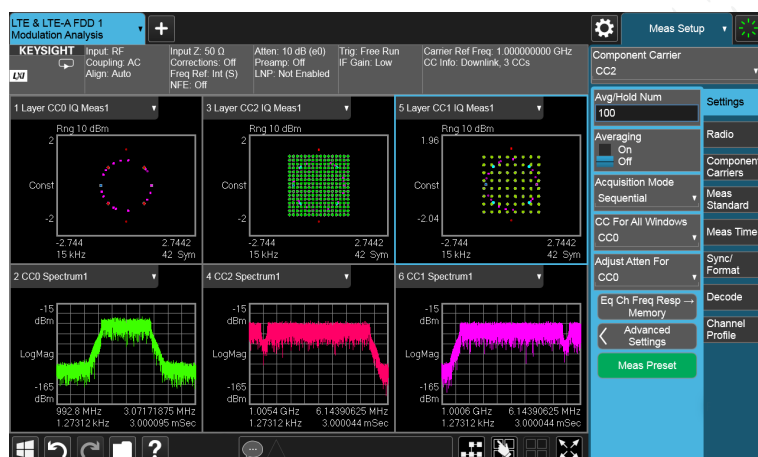 LTE & LTE-A FDD 1
Modulation Analysis
Meas Setup
KEYSIGHT
LXI
Input: RF
Coupling: AC
Align: Auto
Input Z: 50 Ω
Corrections: Off
Freq Ref: Int (S)
NFE: Off
Atten: 10 dB (e0)
Preamp: Off
LNP: Not Enabled
Trig: Free Run
IF Gain: Low
Carrier Ref Freq: 1.000000000 GHz
CC Info: Downlink, 3 CCs
1 Layer CC0 IQ Meas1
Rng 10 dBm
2
Const
-2
-2.744
2.7442
15 kHz
42 Sym
3 Layer CC2 IQ Meas1
Rng 10 dBm
2
Const
-2
-2.744
2.7442
15 kHz
42 Sym
5 Layer CC1 IQ Meas1
Rng 10 dBm
1.96
Const
-2.04
-2.744
2.7442
15 kHz
42 Sym
2 CC0 Spectrum1
-15
dBm
LogMag
-165
dBm
992.8 MHz
3.07171875 MHz
1.27312 kHz
3.000095 mSec
4 CC2 Spectrum1
-15
dBm
LogMag
-165
dBm
1.0054 GHz
6.14390625 MHz
1.27312 kHz
3.000044 mSec
6 CC1 Spectrum1
-15
dBm
LogMag
-165
dBm
1.0006 GHz
6.14390625 MHz
1.27312 kHz
3.000044 mSec
Component Carrier
CC2
Avg/Hold Num
100
Averaging
On
Off
Acquisition Mode
Sequential
CC For All Windows
CC0
Adjust Atten For
CC0
Eq Ch Freq Resp →
Memory
Advanced
Settings
Meas Preset
Settings
Radio
Component
Carriers
Meas
Standard
Meas Time
Sync/
Format
Decode
Channel
Profile
?